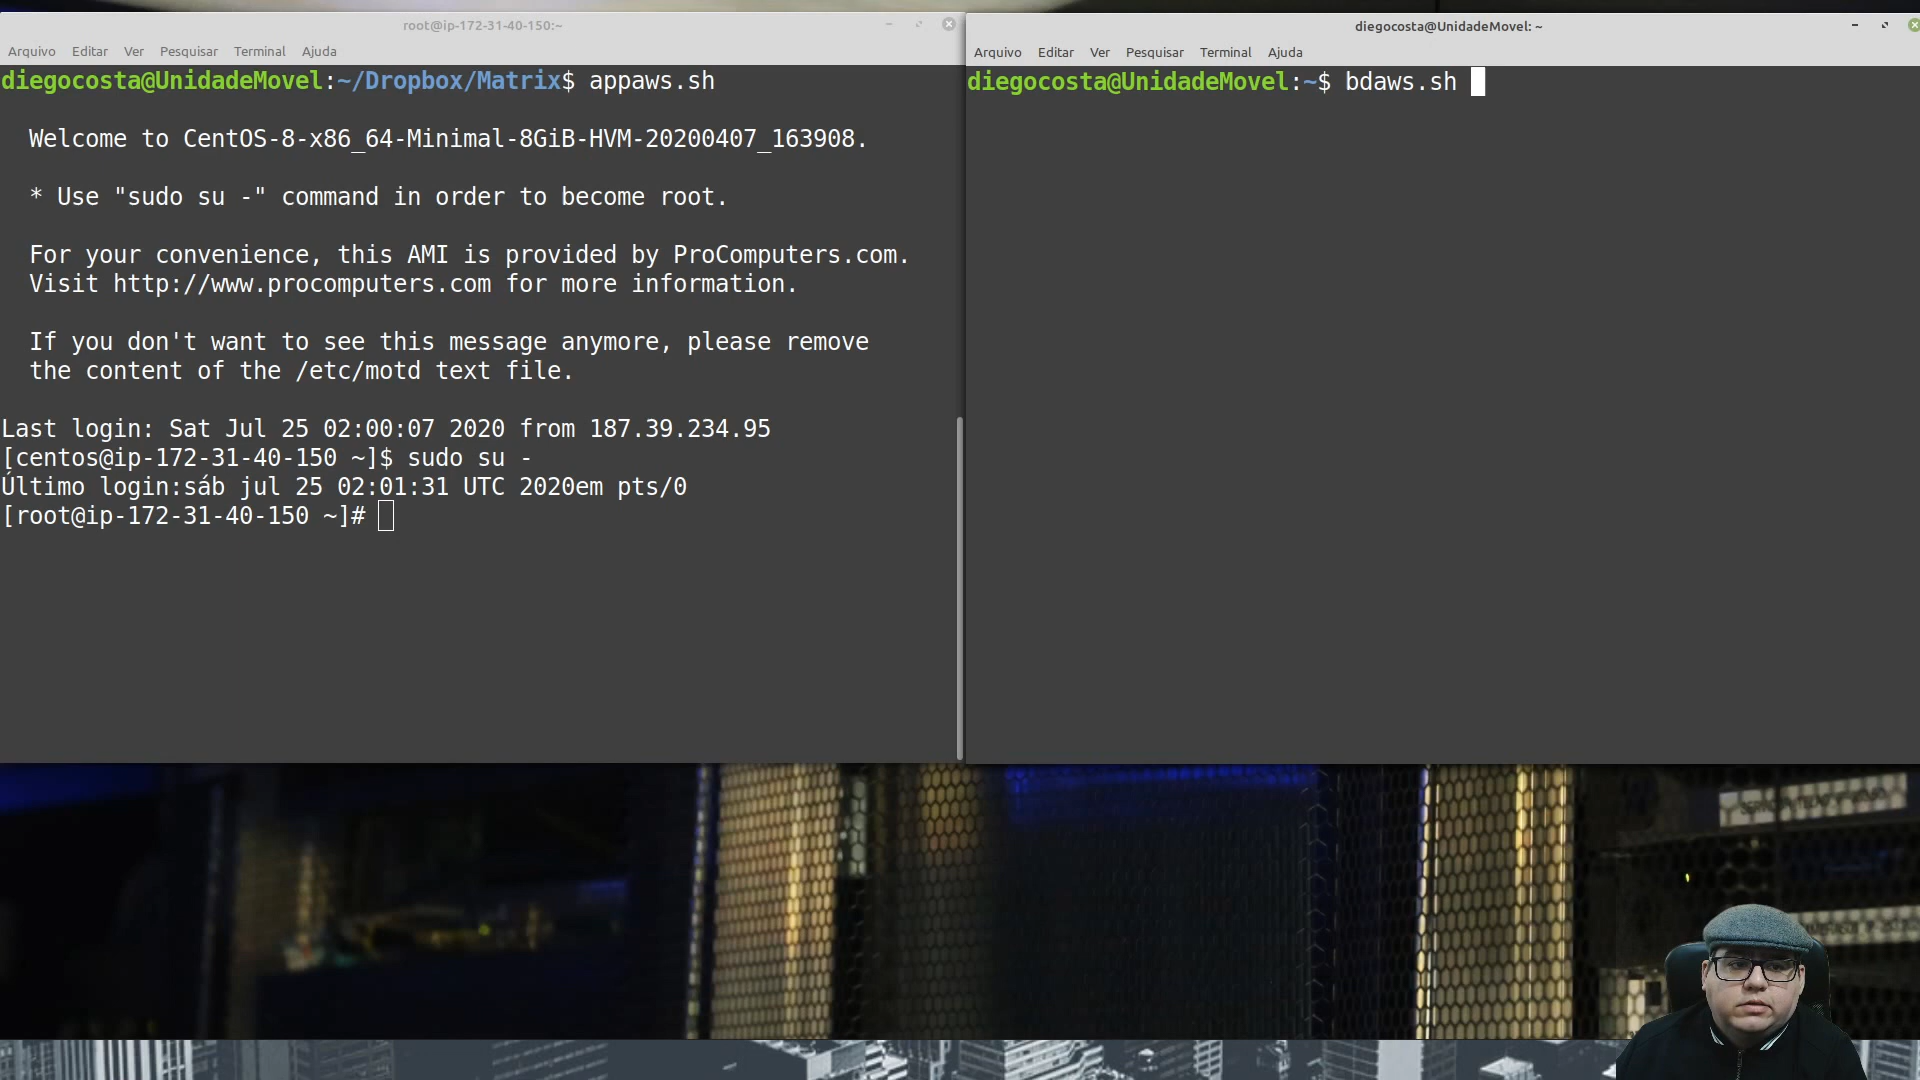 root@ip-172-31-40-150:~
Arquivo Editar Ver Pesquisar Terminal Ajuda
diegocosta@UnidadeMovel:~/Dropbox/Matrix$ appaws.sh
Welcome to CentOS-8-x86_64-Minimal-8GiB-HVM-20200407_163908.
* Use "sudo su -" command in order to become root.
For your convenience, this AMI is provided by ProComputers.com.
Visit http://www.procomputers.com for more information.
If you don't want to see this message anymore, please remove
the content of the /etc/motd text file.
Last login: Sat Jul 25 02:00:07 2020 from 187.39.234.95
[centos@ip-172-31-40-150 ~]$ sudo su -
Último login:sáb jul 25 02:01:31 UTC 2020em pts/0
[root@ip-172-31-40-150 ~]#
diegocosta@UnidadeMovel: ~
Arquivo Editar Ver Pesquisar Terminal Ajuda
diegocosta@UnidadeMovel:~$ bdaws.sh